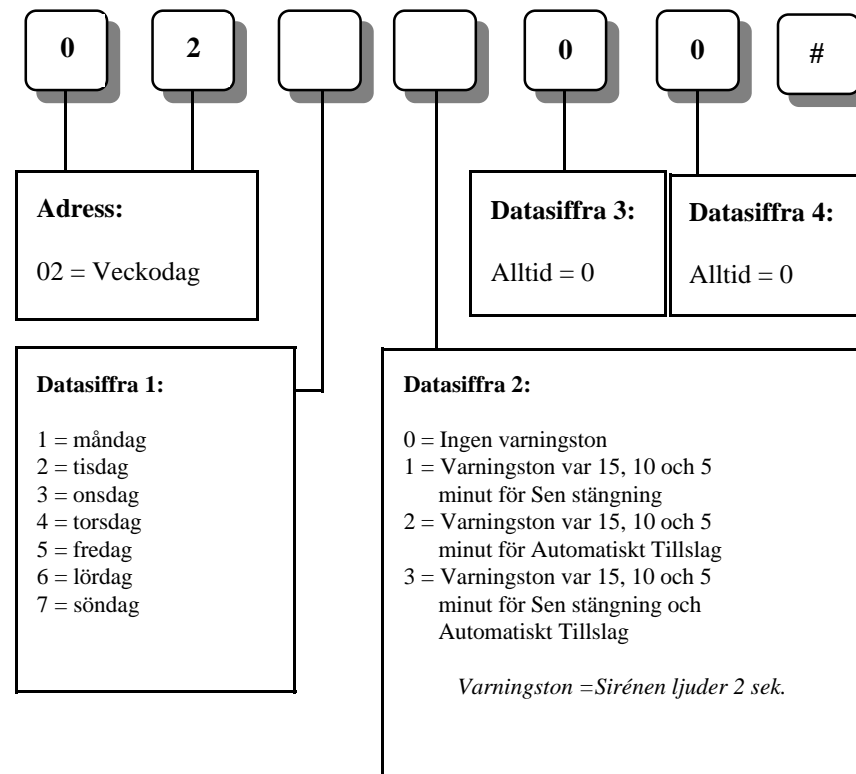 0 2 0 0 #
Adress:
02 = Veckodag
Datasiffra 3:
Alltid = 0
Datasiffra 4:
Alltid = 0
Datasiffra 1:
1 = måndag
2 = tisdag
3 = onsdag
4 = torsdag
5 = fredag
6 = lördag
7 = söndag
Datasiffra 2:
0 = Ingen varningston
1 = Varningston var 15, 10 och 5
minut för Sen stängning
2 = Varningston var 15, 10 och 5
minut för Automatiskt Tillslag
3 = Varningston var 15, 10 och 5
minut för Sen stängning och
Automatiskt Tillslag
Varningston =Sirénen ljuder 2 sek.